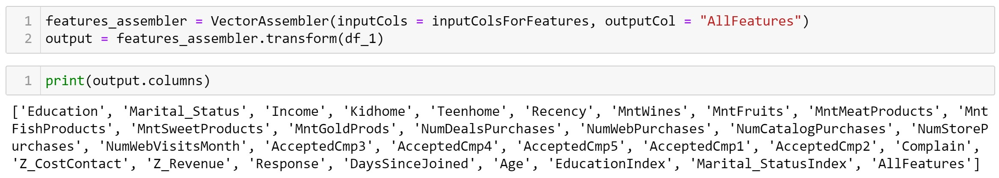 1 features_assembler = VectorAssembler(inputCols = inputColsForFeatures, outputCol = "AllFeatures")
2 output = features_assembler.transform(df_1)
1 print(output.columns)
['Education', 'Marital_Status', 'Income', 'Kidhome', 'Teenhome', 'Recency', 'MntWines', 'MntFruits', 'MntMeatProducts', 'Mnt
FishProducts', 'MntSweetProducts', 'MntGoldProds', 'NumDealsPurchases', 'NumWebPurchases', 'NumCatalogPurchases', 'NumStoreP
urchases', 'NumWebVisitsMonth', 'AcceptedCmp3', 'AcceptedCmp4', 'AcceptedCmp5', 'AcceptedCmp1', 'AcceptedCmp2', 'Complain',
'Z_CostContact', 'Z_Revenue', 'Response', 'DaysSinceJoined', 'Age', 'EducationIndex', 'Marital_StatusIndex', 'AllFeatures']